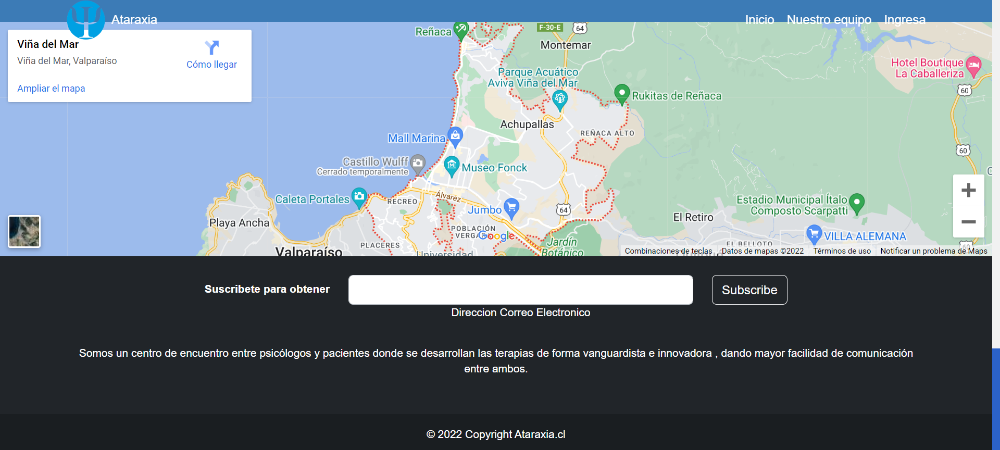 Ataraxia
Inicio
Nuestro equipo
Ingresa
Viña del Mar
Viña del Mar, Valparaíso
Cómo llegar
Ampliar el mapa
Reñaca
F-30-E
64
Montemar
Parque Acuático
Aviva Viña del Mar
Hotel Boutique
La Caballeriza
60
Rukitas de Reñaca
Achupallas
REÑACA ALTO
Mall Marina
60
Castillo Wulff
Cerrado temporalmente
Museo Fonck
Caleta Portales
RECREO
Álvarez
Jumbo
64
Estadio Municipal Ítalo
Composto Scarpatti
El Retiro
Playa Ancha
POBLACIÓN
Google
PLACERES
Jardín
Botánico
EL BELLOTO
VILLA ALEMANA
60
Valparaíso
Universidad
Combinaciones de teclas
Datos de mapas ©2022
Términos de uso
Notificar un problema de Maps
Suscribete para obtener
Subscribe
Direccion Correo Electronico
Somos un centro de encuentro entre psicólogos y pacientes donde se desarrollan las terapias de forma vanguardista e innovadora , dando mayor facilidad de comunicación
entre ambos.
© 2022 Copyright Ataraxia.cl